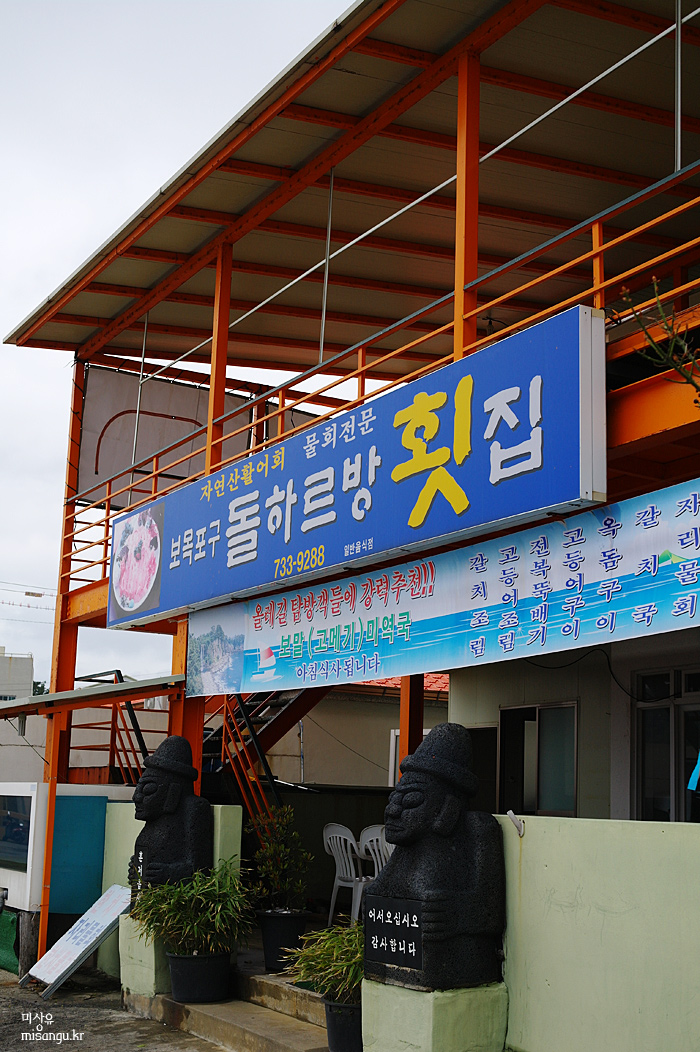 자연산활어회 물회전문
보목포구 돌하르방 횟집
733-9288 일반음식점
올레길 탐방객들이 강력추천!!
보말(고메기)미역국
아침식사됩니다
갈치조림
고등어조림
전복뚝배기
고등어구이
옥돔구이
갈치국
자리물회
어서오십시오
감사합니다
미상유
misangu.kr